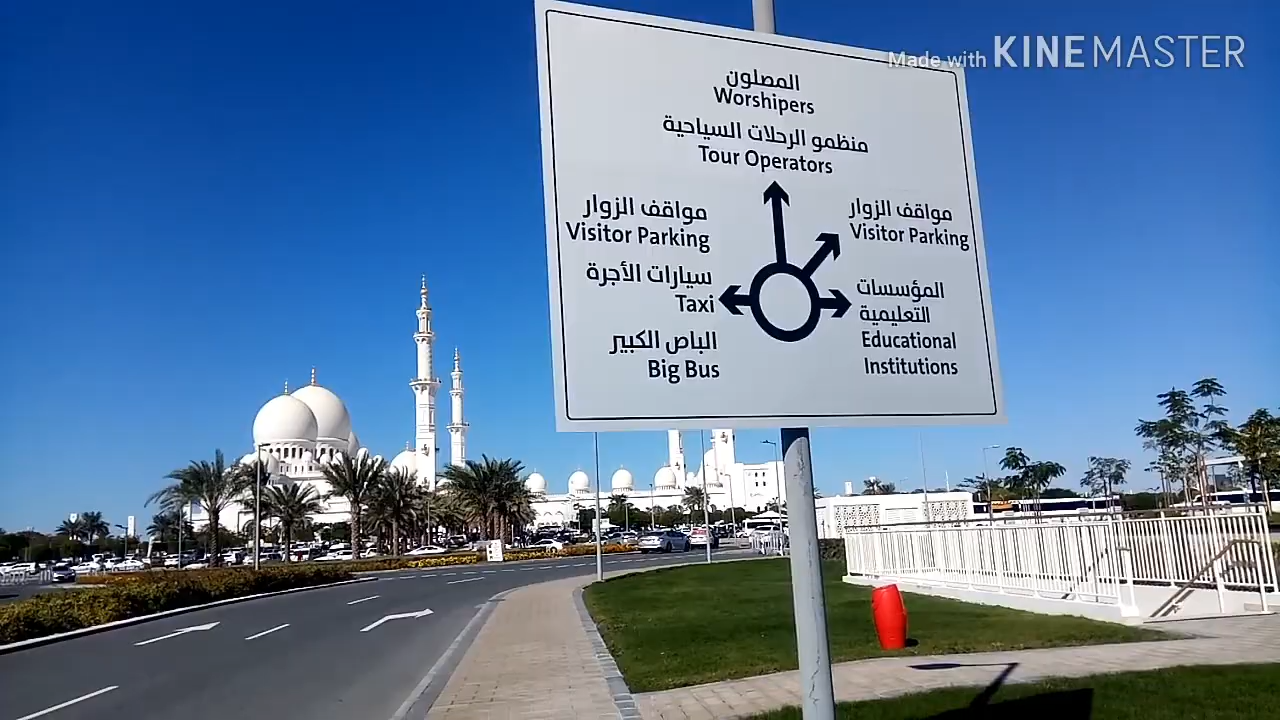 Made with KINEMASTER
المصلون
Worshipers
منظمو الرحلات السياحية
Tour Operators
مواقف الزوار
Visitor Parking
سيارات الأجرة
Taxi
الباص الكبير
Big Bus
مواقف الزوار
Visitor Parking
المؤسسات
التعليمية
Educational
Institutions